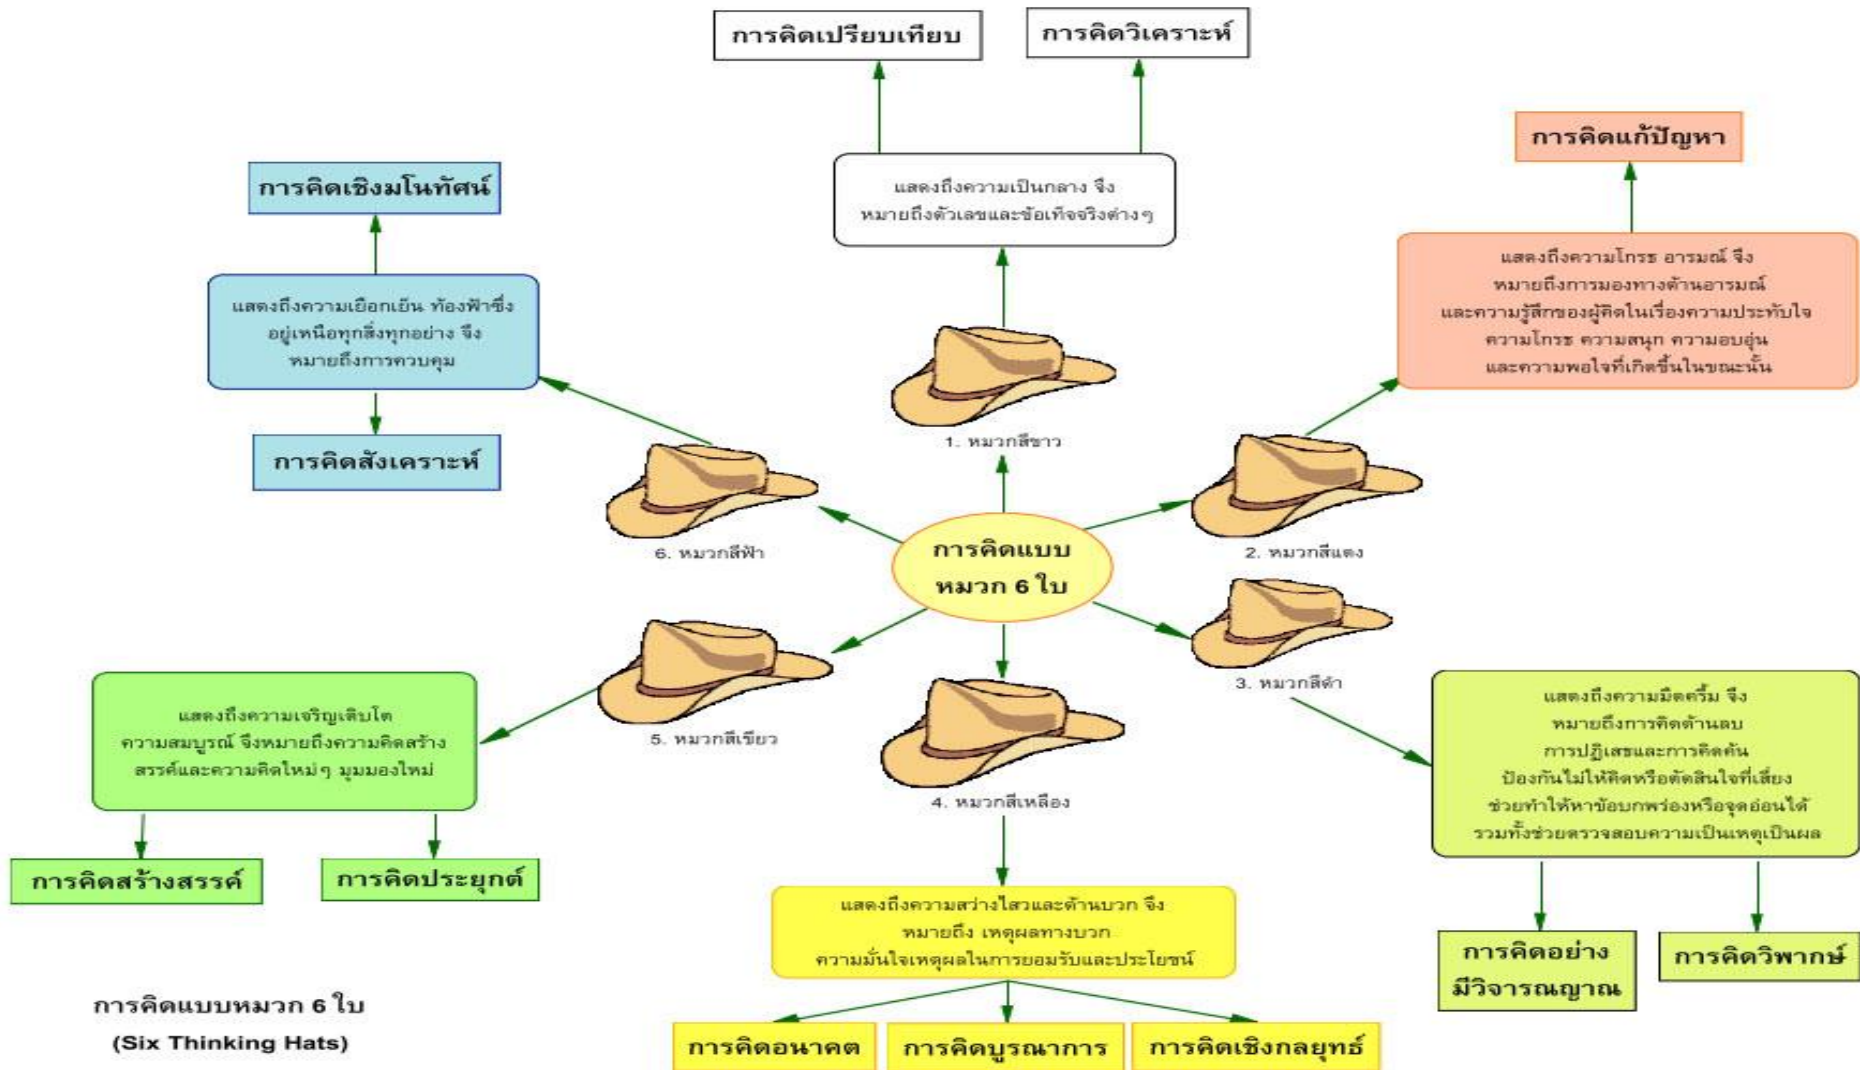 การคิดเปรียบเทียบ
การคิดวิเคราะห์
แสดงถึงความเป็นกลาง จึง
หมายถึงตัวเลขและข้อเท็จจริงต่างๆ
1. หมวกสีขาว
การคิดแก้ปัญหา
แสดงถึงความโกรธ อารมณ์ จึง
หมายถึงการมองทางด้านอารมณ์
และความรู้สึกของผู้คิดในเรื่องความประทับใจ
ความโกรธ ความสนุก ความอบอุ่น
และความพอใจที่เกิดขึ้นในขณะนั้น
2. หมวกสีแดง
การคิดเชิงมโนทัศน์
แสดงถึงความเยือกเย็น ท้องฟ้าซึ่ง
อยู่เหนือทุกสิ่งทุกอย่าง จึง
หมายถึงการควบคุม
การคิดสังเคราะห์
6. หมวกสีฟ้า
การคิดแบบ
หมวก 6 ใบ
3. หมวกสีดำ
แสดงถึงความมืดครึ้ม จึง
หมายถึงการคิดด้านลบ
การปฏิเสธและการคิดค้น
ป้องกันไม่ให้คิดหรือตัดสินใจที่เสี่ยง
ช่วยทำให้หาข้อบกพร่องหรือจุดอ่อนได้
รวมทั้งช่วยตรวจสอบความเป็นเหตุเป็นผล
การคิดอย่าง
มีวิจารณญาณ
การคิดวิพากษ์
5. หมวกสีเขียว
แสดงถึงความเจริญเติบโต
ความสมบูรณ์ จึงหมายถึงความคิดสร้าง
สรรค์และความคิดใหม่ๆ มุมมองใหม่
การคิดสร้างสรรค์
การคิดประยุกต์
4. หมวกสีเหลือง
แสดงถึงความสว่างไสวและด้านบวก จึง
หมายถึง เหตุผลทางบวก
ความมั่นใจเหตุผลในการยอมรับและประโยชน์
การคิดอนาคต
การคิดบูรณาการ
การคิดเชิงกลยุทธ์
การคิดแบบหมวก 6 ใบ
(Six Thinking Hats)